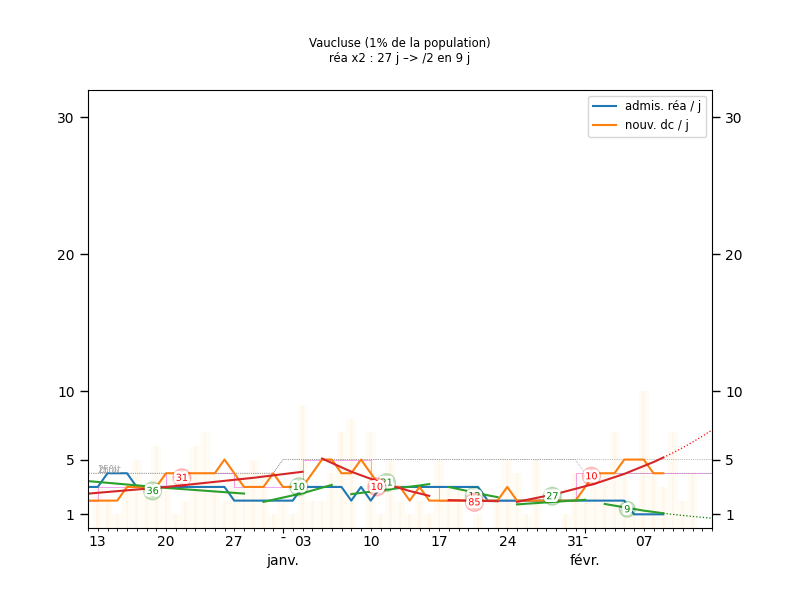 Vaucluse (1% de la population)
réa x2 : 27 j –> /2 en 9 j
admis. réa / j
nouv. dc / j
30 30
20 20
10 10
5 5
1 1
36 31 10 10 85 27 10 9
13 20 27 - 03 10 17 24 31 - 07
janv. févr.